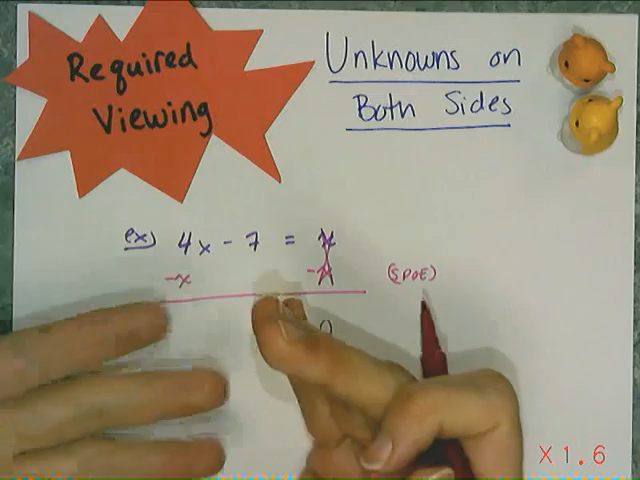 Required
Viewing
Unknowns on
Both Sides
ex) 4x - 7 = x
-x -x (SPOE)
0
X1.6